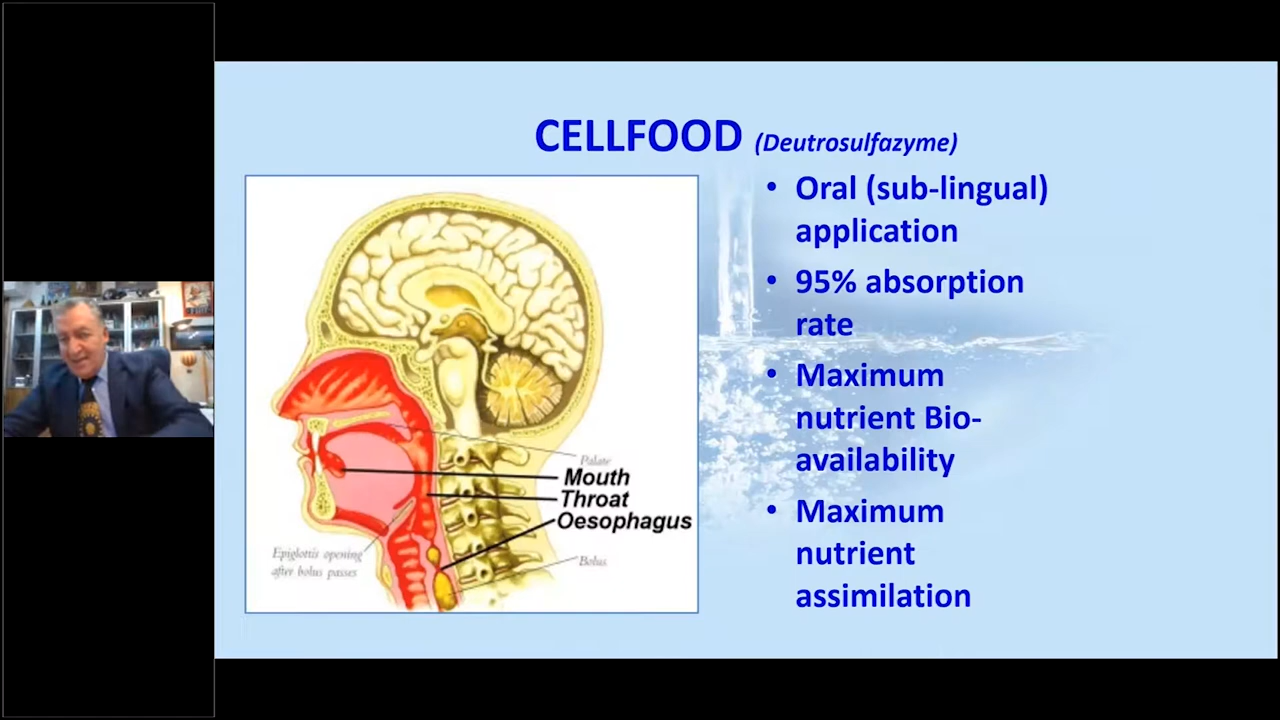 CELLFOOD (Deutrosulfazyme)
Palate
Mouth
Throat
Oesophagus
Epiglottis opening
after bolus passes
Bolus
• Oral (sub-lingual)
application
• 95% absorption
rate
• Maximum
nutrient Bio-
availability
• Maximum
nutrient
assimilation